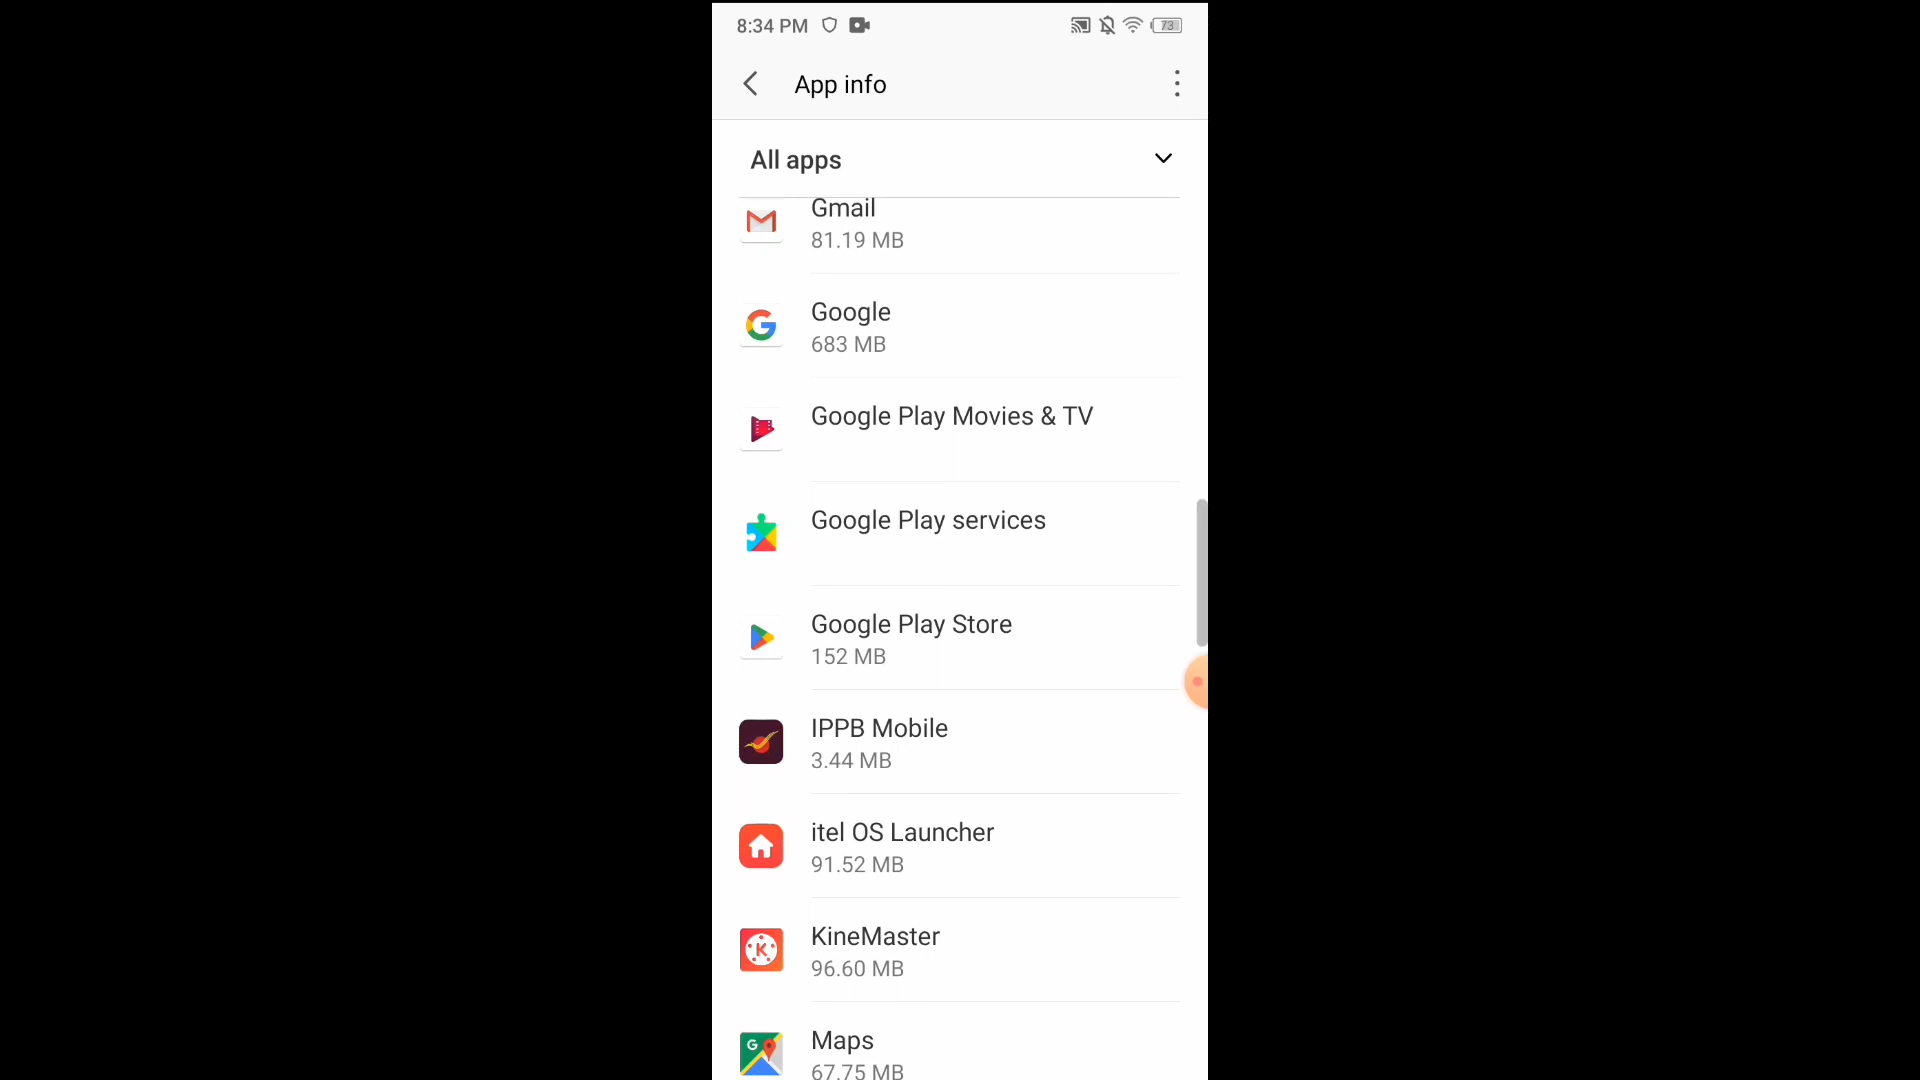 8:34 PM
73
App info
All apps
Gmail
81.19 MB
Google
683 MB
Google Play Movies & TV
Google Play services
Google Play Store
152 MB
IPPB Mobile
3.44 MB
itel OS Launcher
91.52 MB
KineMaster
96.60 MB
Maps
67.75 MB